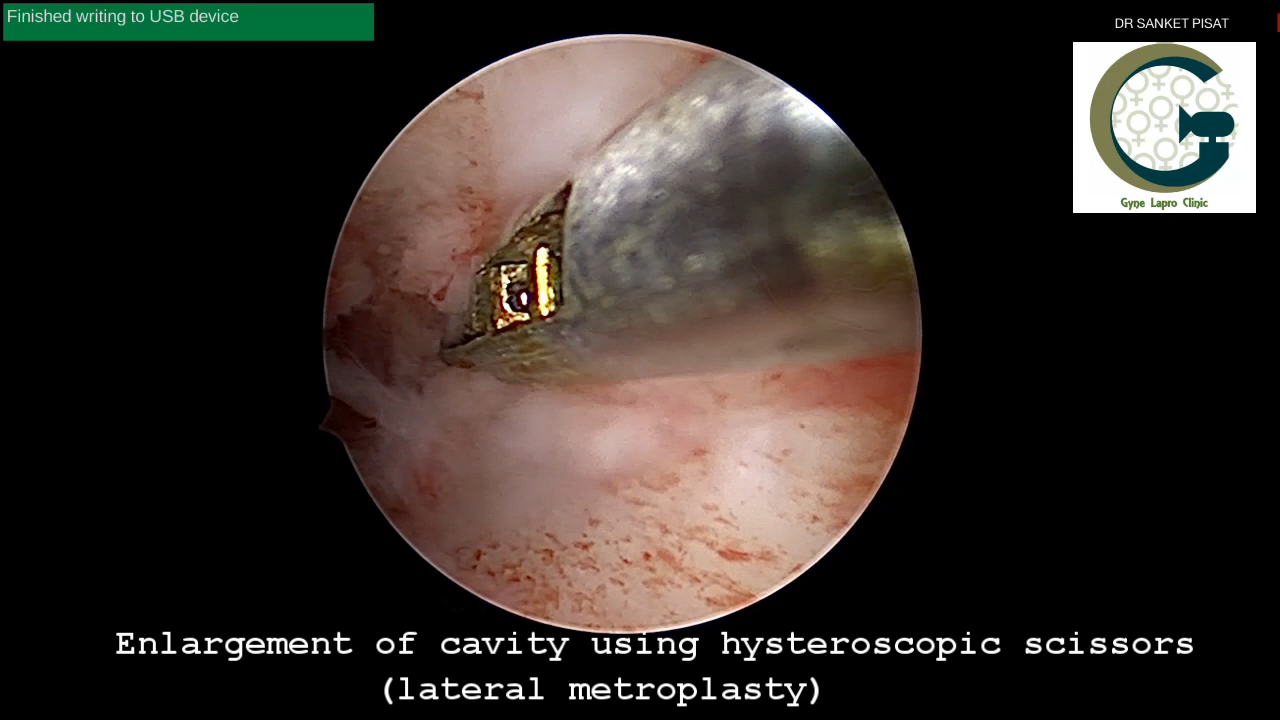 Finished writing to USB device
DR SANKET PISAT
Gyne Lapro Clinic
Enlargement of cavity using hysteroscopic scissors
(lateral metroplasty)